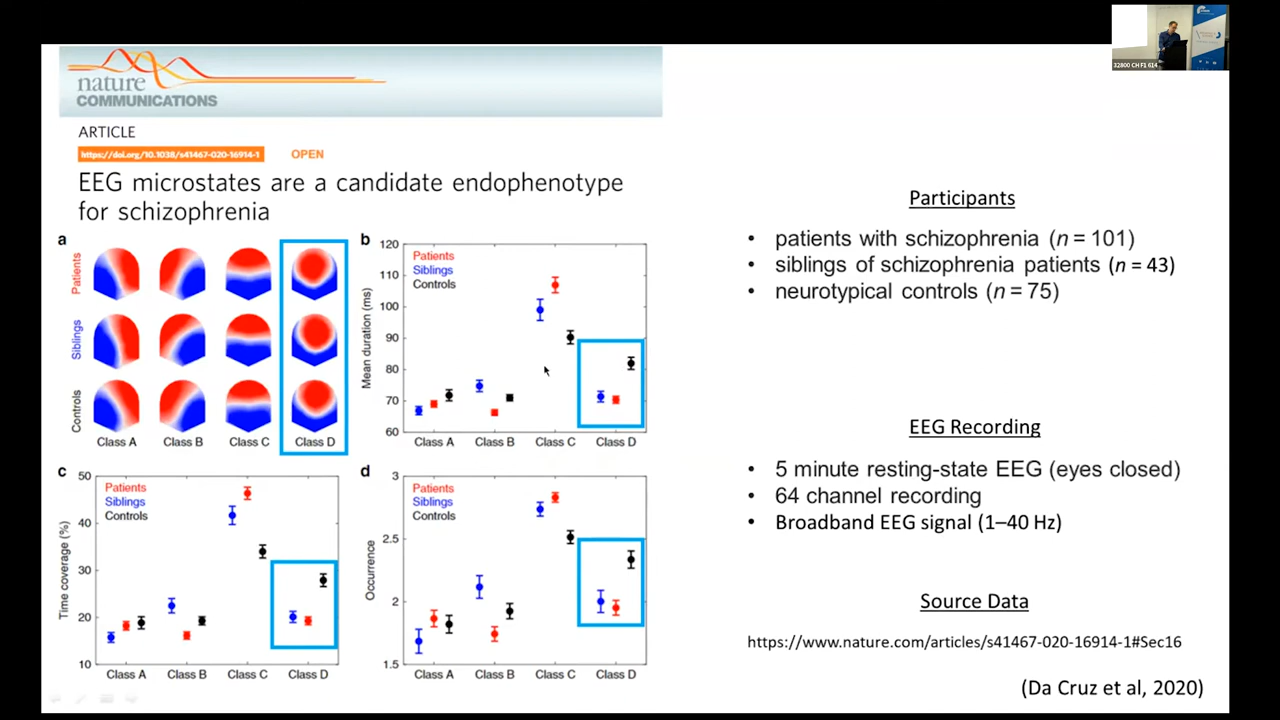 32800 CH F1 614
nature
COMMUNICATIONS
ARTICLE
https://doi.org/10.1038/s41467-020-16914-1
OPEN
EEG microstates are a candidate endophenotype
for schizophrenia
a
Patients
Siblings
Controls
Class A
Class B
Class C
Class D
b
Mean duration (ms)
120
110
100
90
80
70
60
Patients
Siblings
Controls
Class A
Class B
Class C
Class D
c
Time coverage (%)
50
40
30
20
10
Patients
Siblings
Controls
Class A
Class B
Class C
Class D
d
Occurrence
3
2.5
2
1.5
Patients
Siblings
Controls
Class A
Class B
Class C
Class D
Participants
• patients with schizophrenia (n = 101)
• siblings of schizophrenia patients (n = 43)
• neurotypical controls (n = 75)
EEG Recording
• 5 minute resting-state EEG (eyes closed)
• 64 channel recording
• Broadband EEG signal (1–40 Hz)
Source Data
https://www.nature.com/articles/s41467-020-16914-1#Sec16
(Da Cruz et al, 2020)